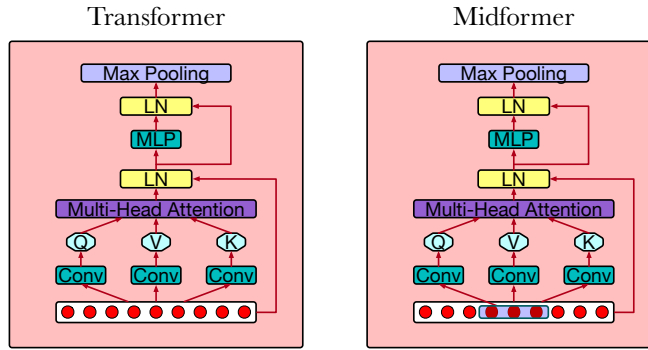 Transformer
Max Pooling
LN
MLP
LN
Multi-Head Attention
Q V K
Conv Conv Conv
Midformer
Max Pooling
LN
MLP
LN
Multi-Head Attention
Q V K
Conv Conv Conv